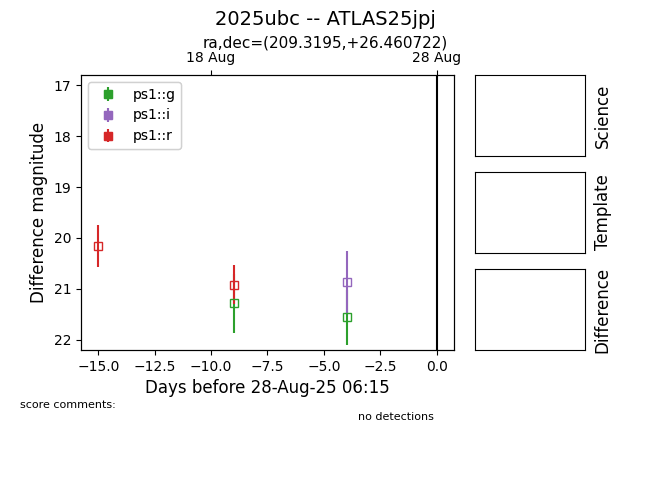 2025ubc -- ATLAS25jpj
ra,dec=(209.3195,+26.460722)
18 Aug
28 Aug
ps1::g
ps1::i
ps1::r
17
18
19
20
21
22
Difference magnitude
−15.0
−12.5
−10.0
−7.5
−5.0
−2.5
0.0
Days before 28-Aug-25 06:15
Science
Template
Difference
score comments:
no detections